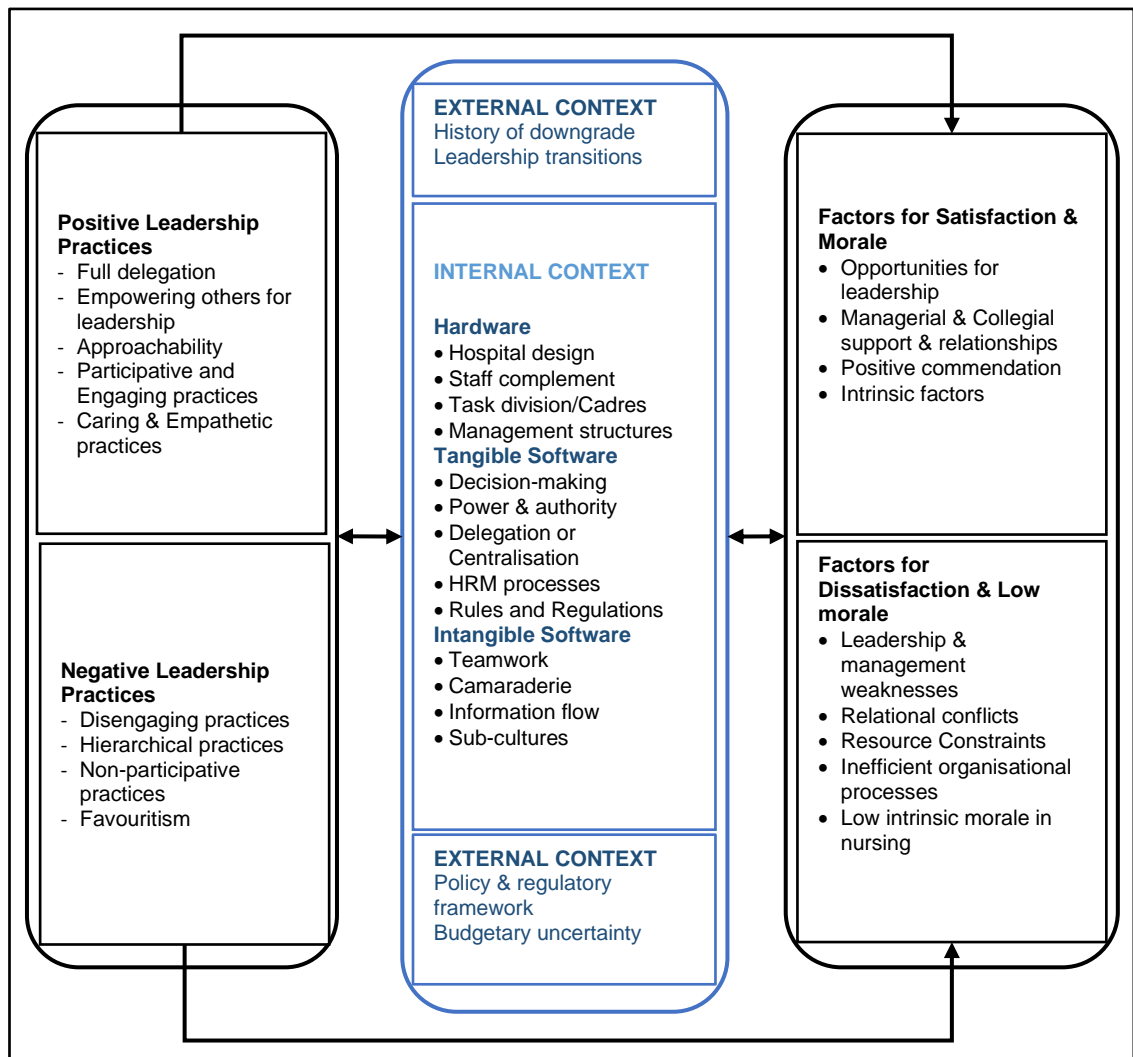 Positive Leadership
Practices
- Full delegation
- Empowering others for
leadership
- Approachability
- Participative and
Engaging practices
- Caring & Empathetic
practices
Negative Leadership
Practices
- Disengaging practices
- Hierarchical practices
- Non-participative
practices
- Favouritism
EXTERNAL CONTEXT
History of downgrade
Leadership transitions
INTERNAL CONTEXT
Hardware
• Hospital design
• Staff complement
• Task division/Cadres
• Management structures
Tangible Software
• Decision-making
• Power & authority
• Delegation or
Centralisation
• HRM processes
• Rules and Regulations
Intangible Software
• Teamwork
• Camaraderie
• Information flow
• Sub-cultures
EXTERNAL CONTEXT
Policy & regulatory
framework
Budgetary uncertainty
Factors for Satisfaction &
Morale
• Opportunities for
leadership
• Managerial & Collegial
support & relationships
• Positive commendation
• Intrinsic factors
Factors for
Dissatisfaction & Low
morale
• Leadership &
management
weaknesses
• Relational conflicts
• Resource Constraints
• Inefficient organisational
processes
• Low intrinsic morale in
nursing